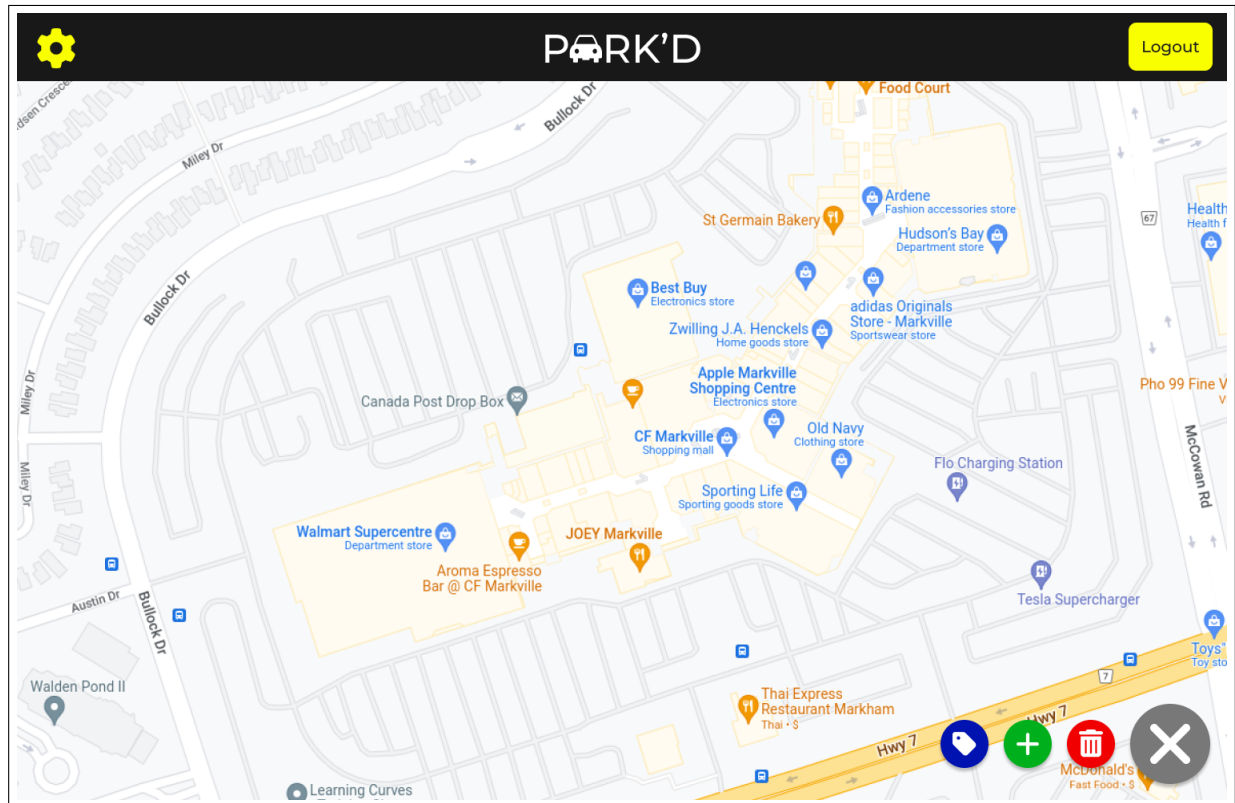 P RK'D
Logout
Food Court
Bullock Dr
Miley Dr
Ardene
Fashion accessories store
St Germain Bakery
67
Health
Hudson's Bay
Department store
Bullock Dr
Best Buy
Electronics store
adidas Originals
Store - Markville
Sportswear store
Zwilling J.A. Henckels
Home goods store
Apple Markville
Shopping Centre
Electronics store
Miley Dr
Pho 99 Fine V
Canada Post Drop Box
CF Markville
Shopping mall
Old Navy
Clothing store
McCowan Rd
Flo Charging Station
Miley Dr
Sporting Life
Sporting goods store
Walmart Supercentre
Department store
JOEY Markville
Aroma Espresso
Bar @ CF Markville
Tesla Supercharger
Austin Dr
Bullock Dr
Toys"
Toy sto
7
Walden Pond II
Thai Express
Restaurant Markham
Thai • $
Hwy 7
Hwy 7
McDonald's
Fast Food • $
Learning Curves